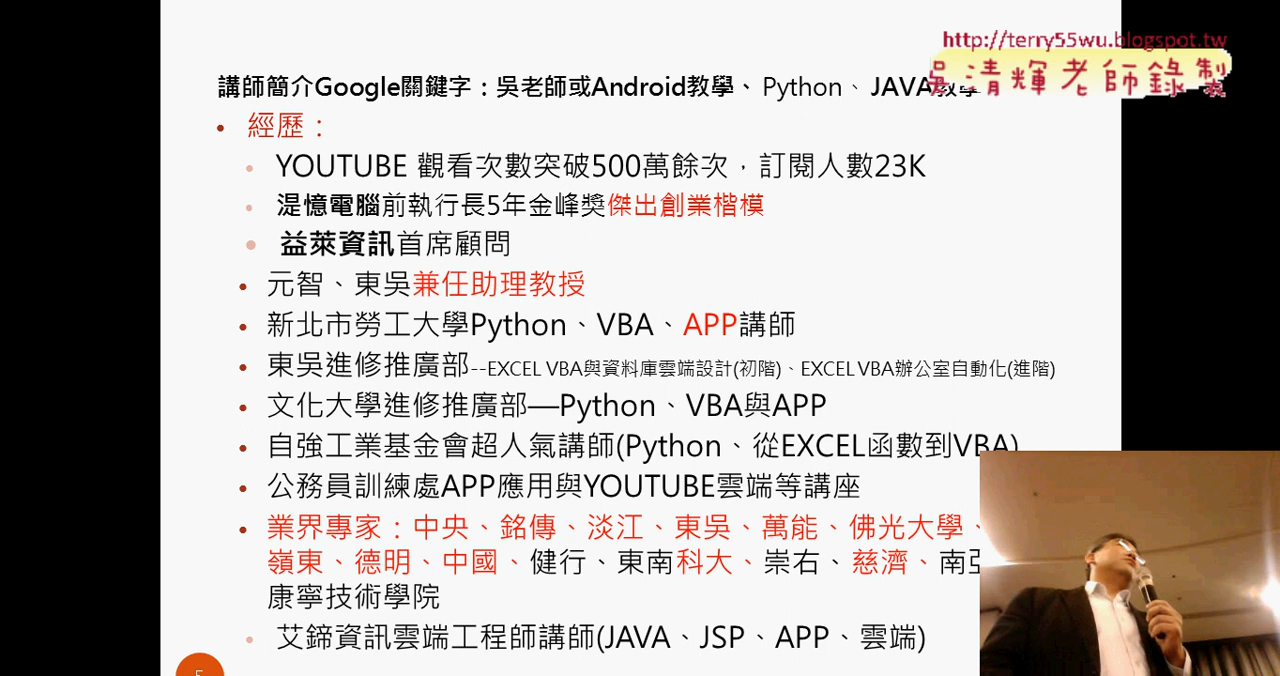 http://terry55wu.blogspot.tw
吳清輝老師錄製
講師簡介Google關鍵字：吳老師或Android教學、Python、JAVA教學
經歷：
YOUTUBE 觀看次數突破500萬餘次，訂閱人數23K
湜憶電腦前執行長5年金峰獎傑出創業楷模
益萊資訊首席顧問
元智、東吳兼任助理教授
新北市勞工大學Python、VBA、APP講師
東吳進修推廣部--EXCEL VBA與資料庫雲端設計(初階)、EXCEL VBA辦公室自動化(進階)
文化大學進修推廣部—Python、VBA與APP
自強工業基金會超人氣講師(Python、從EXCEL函數到VBA)
公務員訓練處APP應用與YOUTUBE雲端等講座
業界專家：中央、銘傳、淡江、東吳、萬能、佛光大學、
嶺東、德明、中國、健行、東南科大、崇右、慈濟、南亞
康寧技術學院
艾鍗資訊雲端工程師講師(JAVA、JSP、APP、雲端)
5